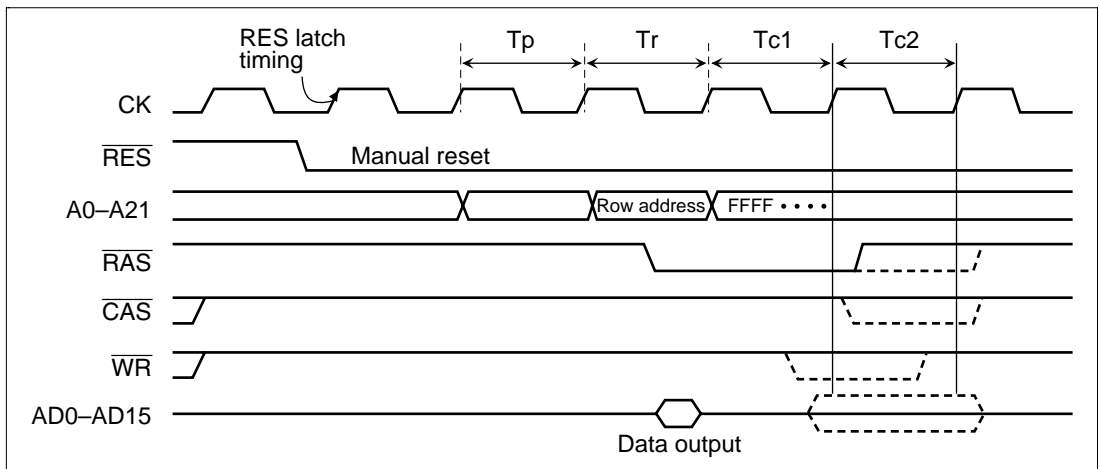 RES latch
timing
Tp
Tr
Tc1
Tc2
CK
RES
Manual reset
A0–A21
Row address
FFFF ····
RAS
CAS
WR
AD0–AD15
Data output